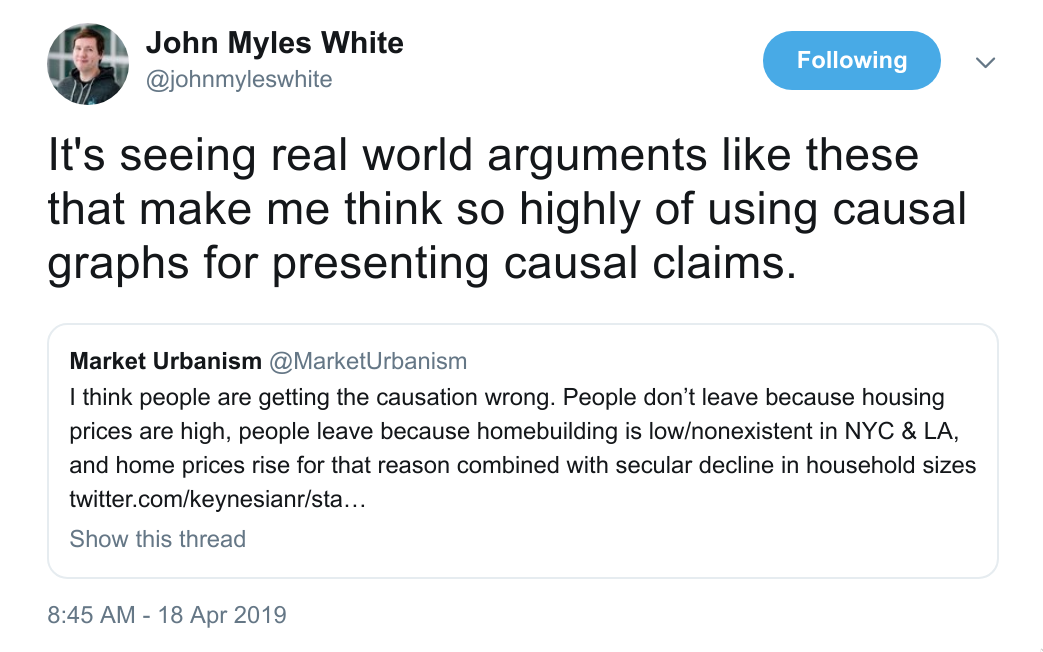 John Myles White
@johnmyleswhite
Following
It's seeing real world arguments like these
that make me think so highly of using causal
graphs for presenting causal claims.
Market Urbanism @MarketUrbanism
I think people are getting the causation wrong. People don’t leave because housing
prices are high, people leave because homebuilding is low/nonexistent in NYC & LA,
and home prices rise for that reason combined with secular decline in household sizes
twitter.com/keynesianr/sta…
Show this thread
8:45 AM - 18 Apr 2019